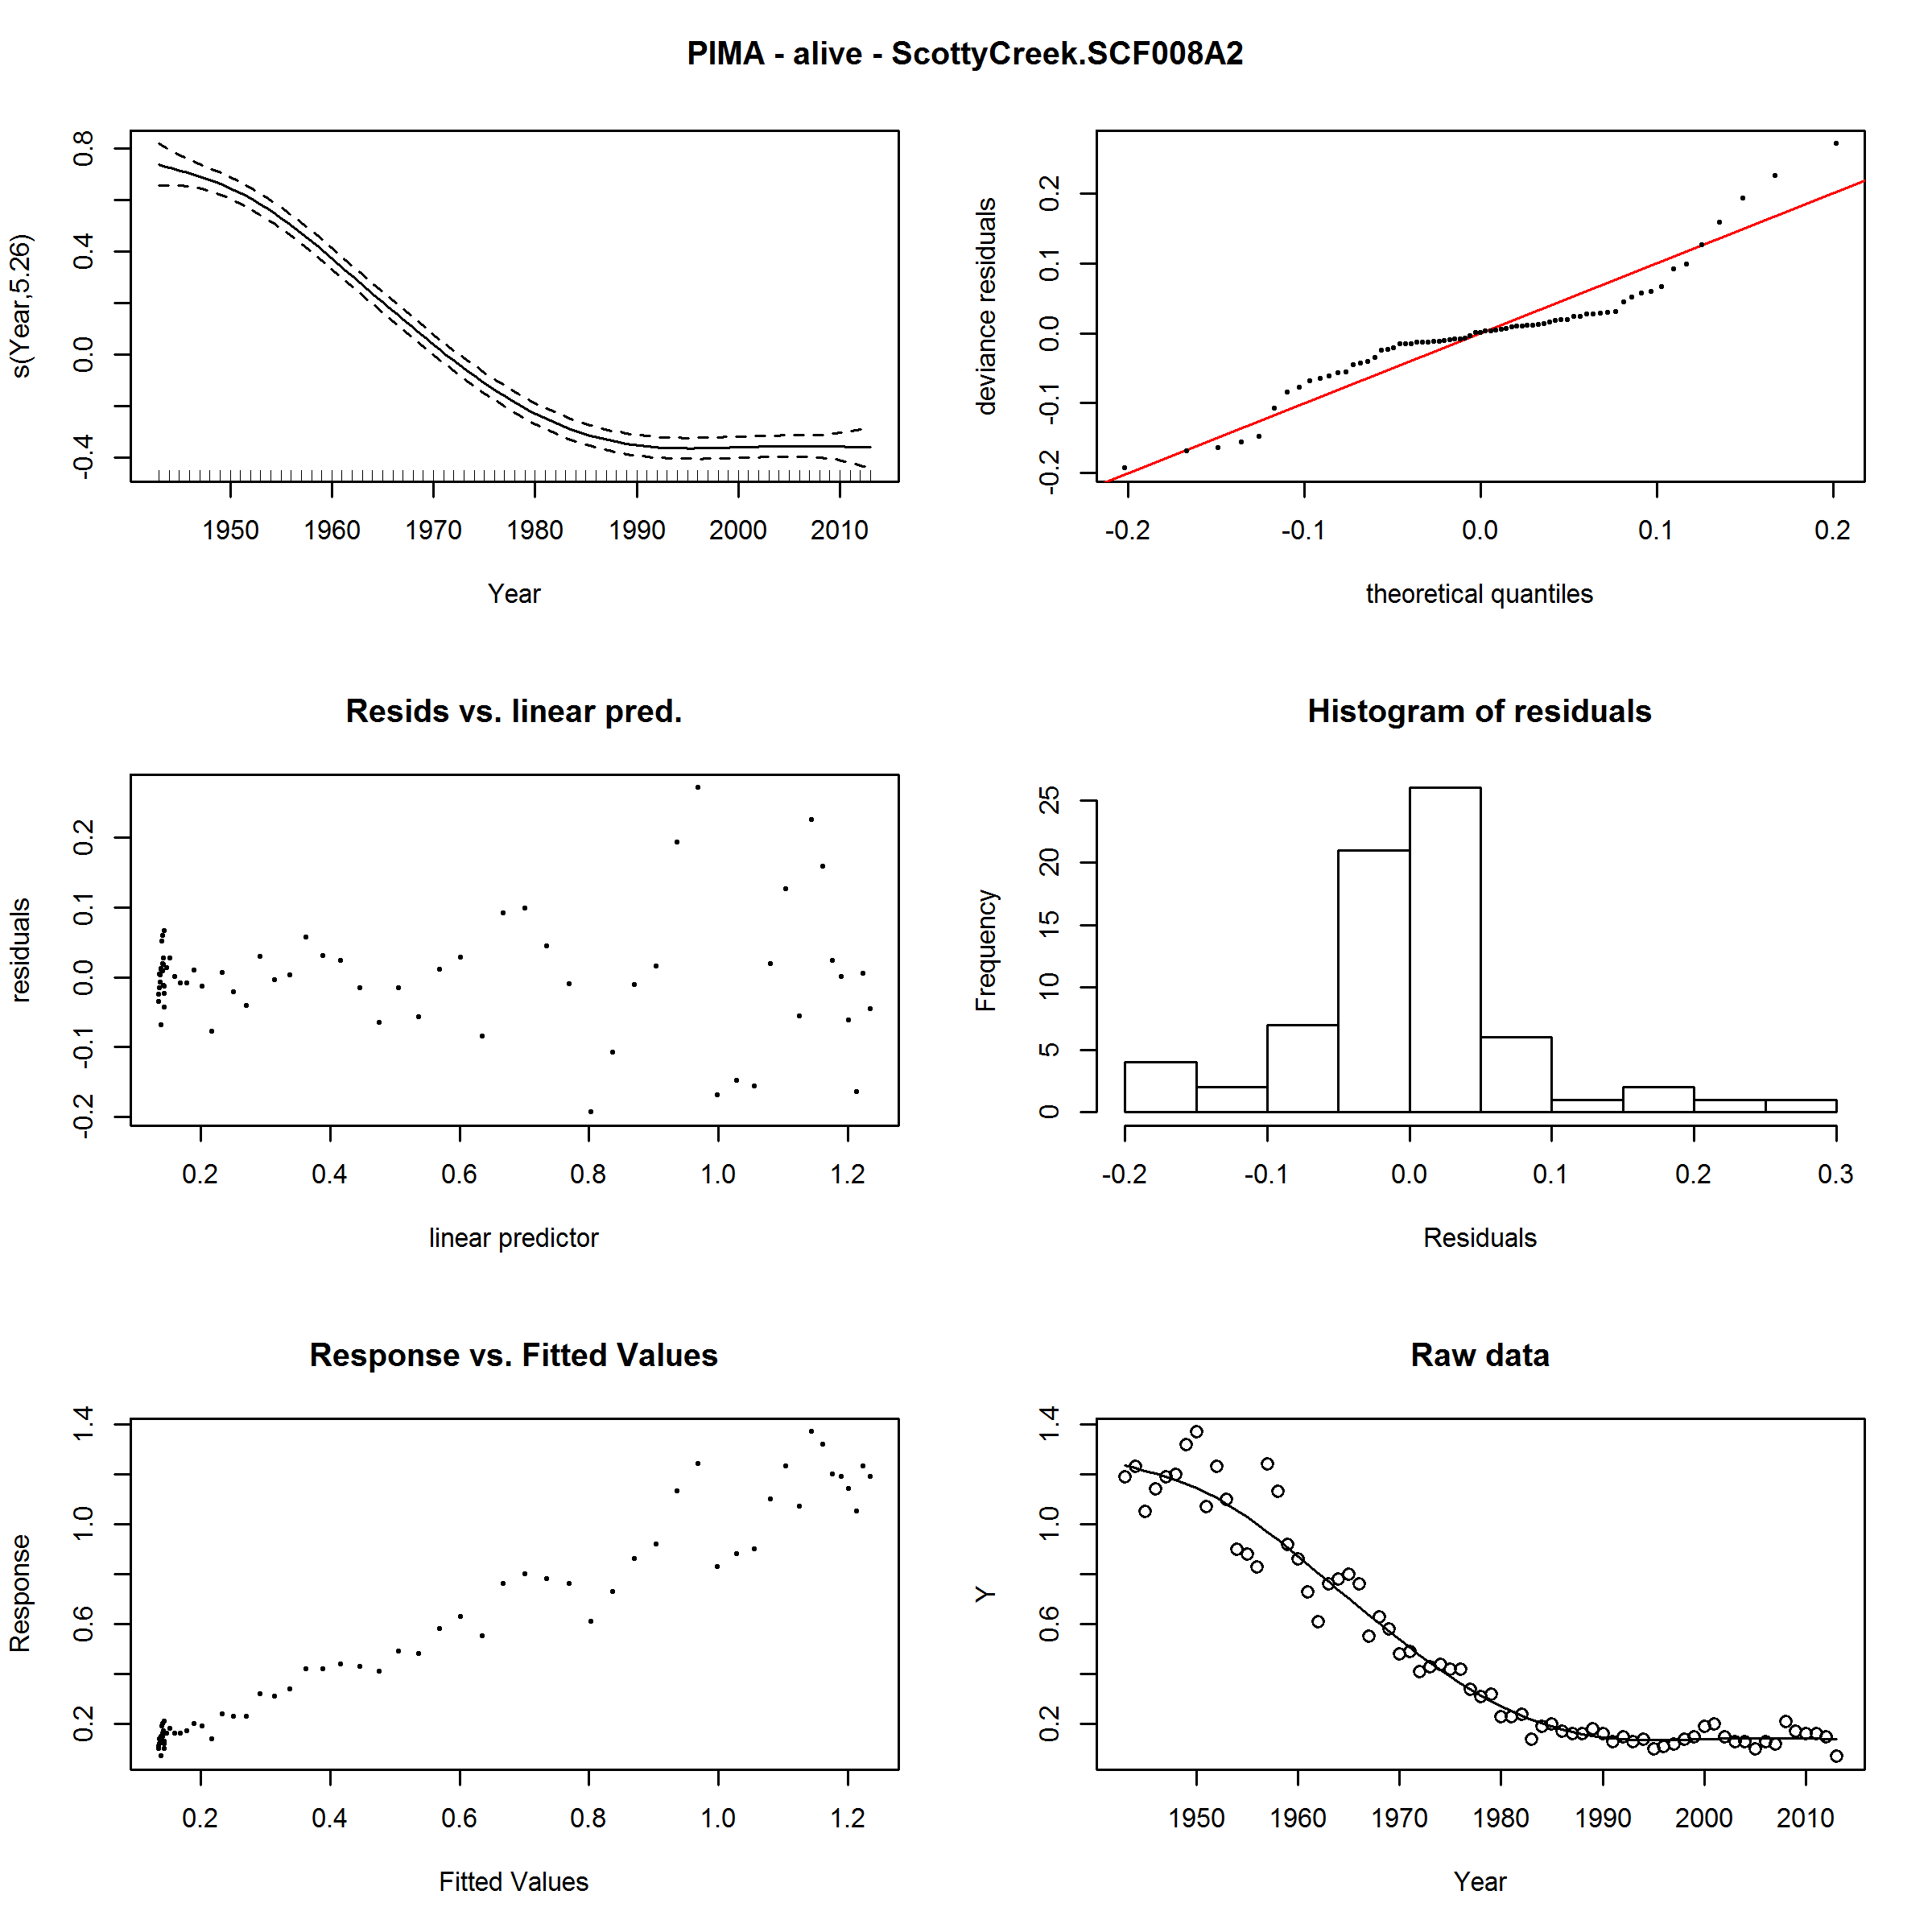 PIMA - alive - ScottyCreek.SCF008A2
s(Year,5.26)
-0.4 0.0 0.4 0.8
1950 1960 1970 1980 1990 2000 2010
Year
deviance residuals
-0.2 -0.1 0.0 0.1 0.2
-0.2 -0.1 0.0 0.1 0.2
theoretical quantiles
Resids vs. linear pred.
residuals
-0.2 -0.1 0.0 0.1 0.2
0.2 0.4 0.6 0.8 1.0 1.2
linear predictor
Histogram of residuals
Frequency
0 5 10 15 20 25
-0.2 -0.1 0.0 0.1 0.2 0.3
Residuals
Response vs. Fitted Values
Response
0.2 0.6 1.0 1.4
0.2 0.4 0.6 0.8 1.0 1.2
Fitted Values
Raw data
Y
0.2 0.6 1.0 1.4
1950 1960 1970 1980 1990 2000 2010
Year